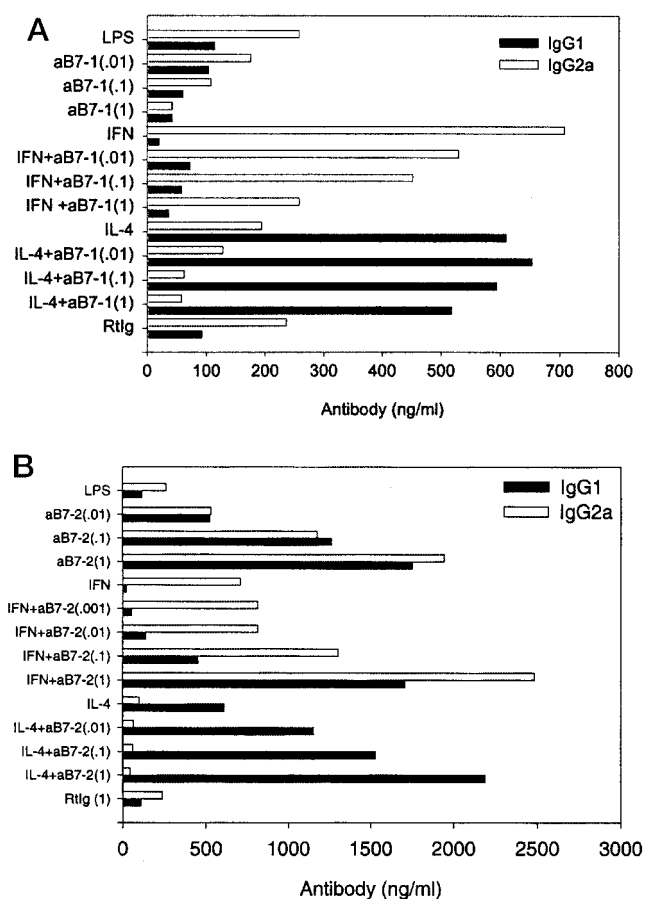 A
LPS
aB7-1(.01)
aB7-1(.1)
aB7-1(1)
IFN
IFN+aB7-1(.01)
IFN+aB7-1(.1)
IFN +aB7-1(1)
IL-4
IL-4+aB7-1(.01)
IL-4+aB7-1(.1)
IL-4+aB7-1(1)
RtIg
IgG1
IgG2a
0 100 200 300 400 500 600 700 800
Antibody (ng/ml)
B
LPS
aB7-2(.01)
aB7-2(.1)
aB7-2(1)
IFN
IFN+aB7-2(.001)
IFN+aB7-2(.01)
IFN+aB7-2(.1)
IFN+aB7-2(1)
IL-4
IL-4+aB7-2(.01)
IL-4+aB7-2(.1)
IL-4+aB7-2(1)
RtIg (1)
IgG1
IgG2a
0 500 1000 1500 2000 2500 3000
Antibody (ng/ml)